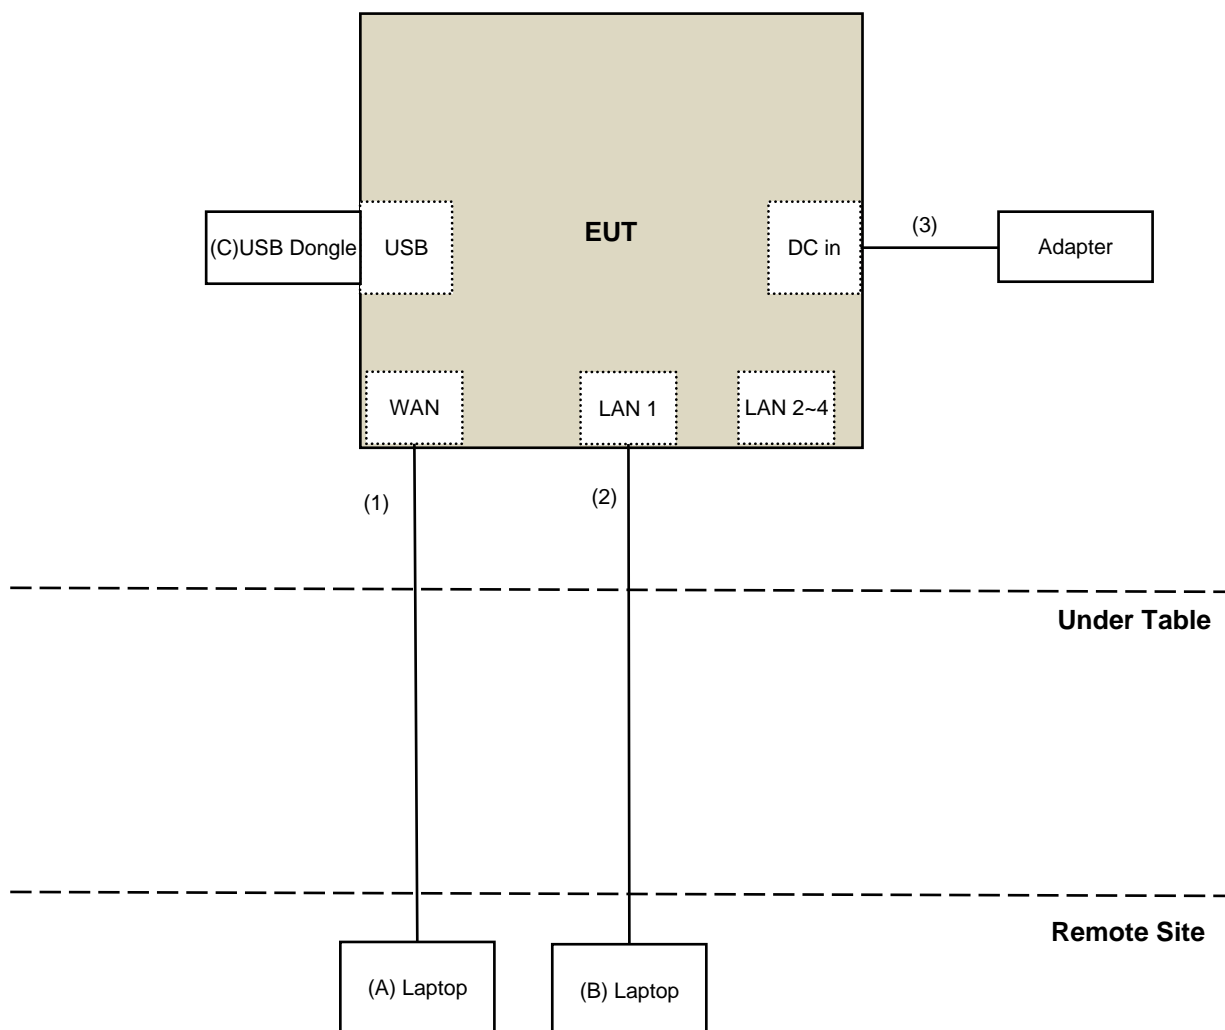 EUT
(C)USB Dongle
USB
DC in
(3)
Adapter
WAN
LAN 1
LAN 2~4
(1)
(2)
Under Table
Remote Site
(A) Laptop
(B) Laptop